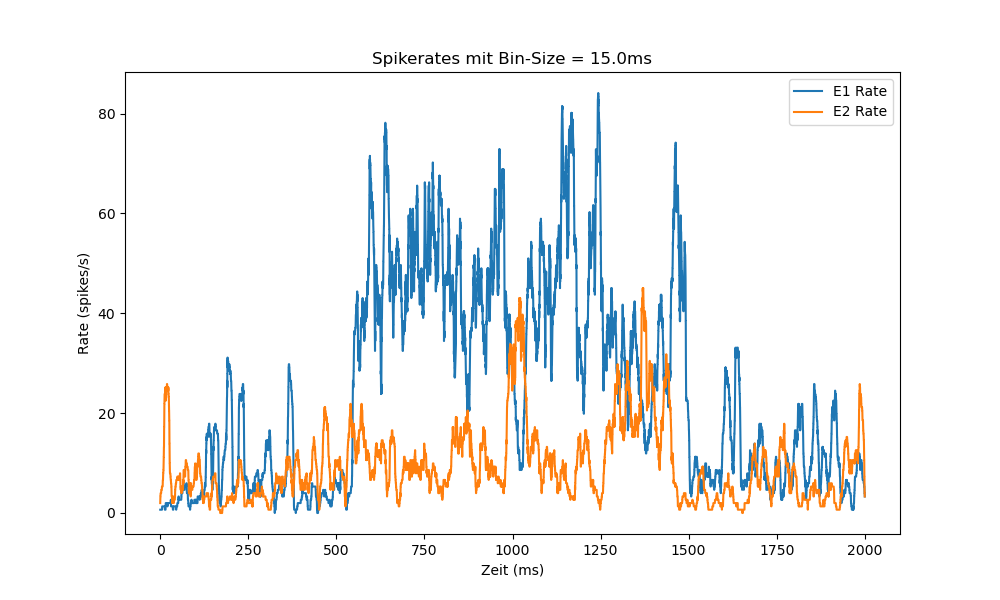 Spikerates mit Bin-Size = 15.0ms
E1 Rate
E2 Rate
80
60
40
20
0
Rate (spikes/s)
0 250 500 750 1000 1250 1500 1750 2000
Zeit (ms)